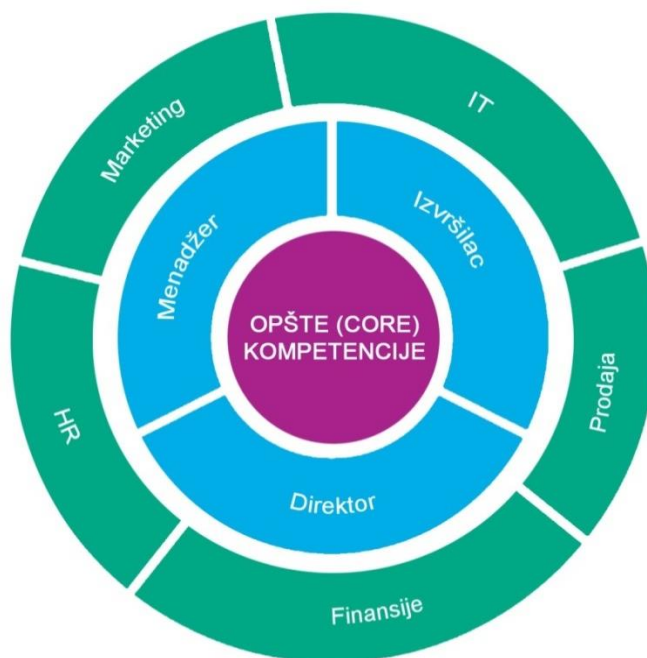 Marketing
IT
Menadžer
Izvršilac
OPŠTE (CORE)
KOMPETENCIJE
HR
Prodaja
Direktor
Finansije